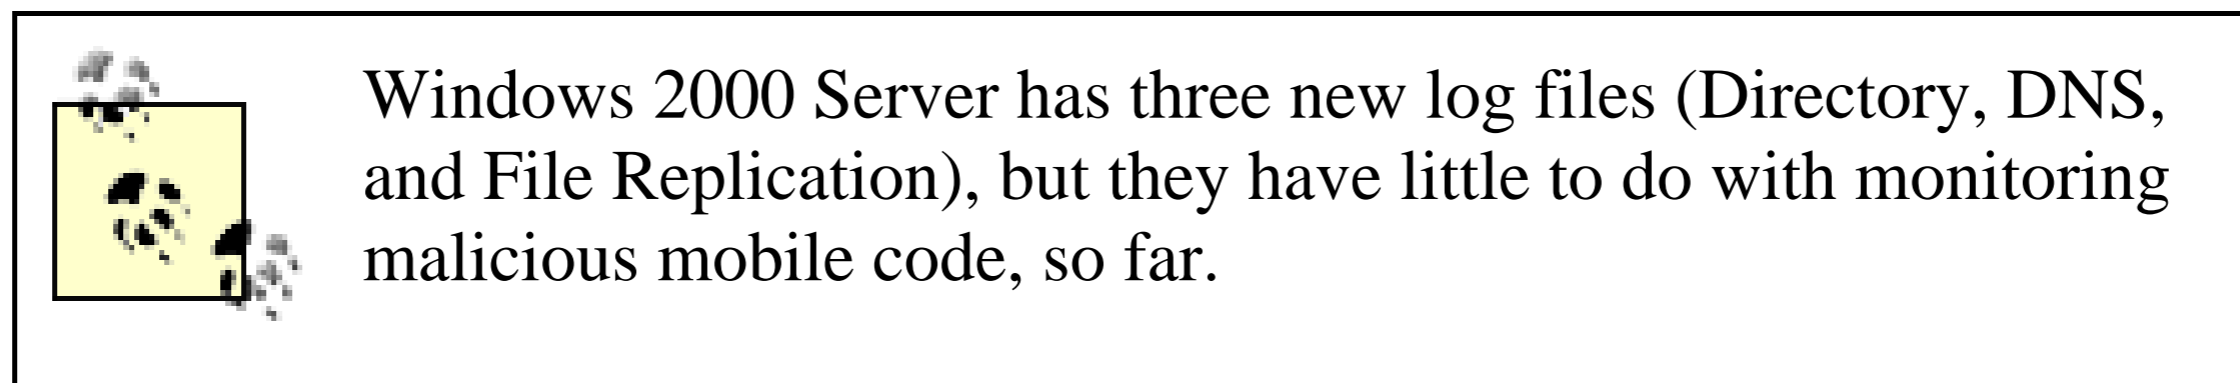 Windows 2000 Server has three new log files (Directory, DNS,
and File Replication), but they have little to do with monitoring
malicious mobile code, so far.